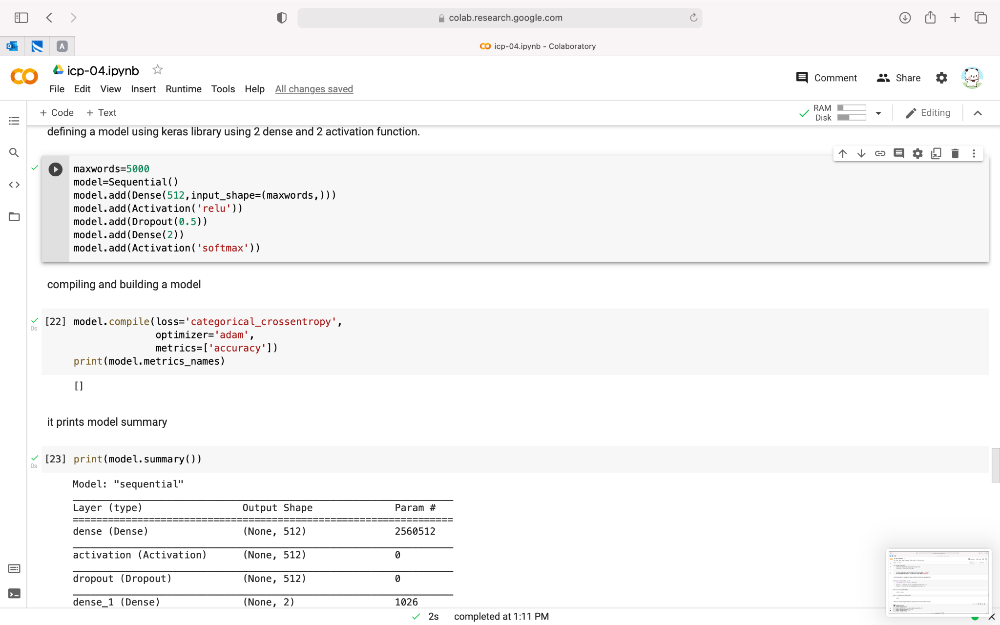 colab.research.google.com
A
icp-04.ipynb - Colaboratory
icp-04.ipynb
Comment
Share
File Edit View Insert Runtime Tools Help All changes saved
+ Code + Text
RAM
Disk
Editing
defining a model using keras library using 2 dense and 2 activation function.
maxwords=5000
model=Sequential()
model.add(Dense(512,input_shape=(maxwords,)))
model.add(Activation('relu'))
model.add(Dropout(0.5))
model.add(Dense(2))
model.add(Activation('softmax'))
compiling and building a model
[22] model.compile(loss='categorical_crossentropy',
0s
optimizer='adam',
metrics=['accuracy'])
print(model.metrics_names)
[]
it prints model summary
[23] print(model.summary())
0s
Model: "sequential"
_________________________________________________________________
Layer (type) Output Shape Param #
=================================================================
dense (Dense) (None, 512) 2560512
_________________________________________________________________
activation (Activation) (None, 512) 0
_________________________________________________________________
dropout (Dropout) (None, 512) 0
_________________________________________________________________
dense_1 (Dense) (None, 2) 1026
2s completed at 1:11 PM